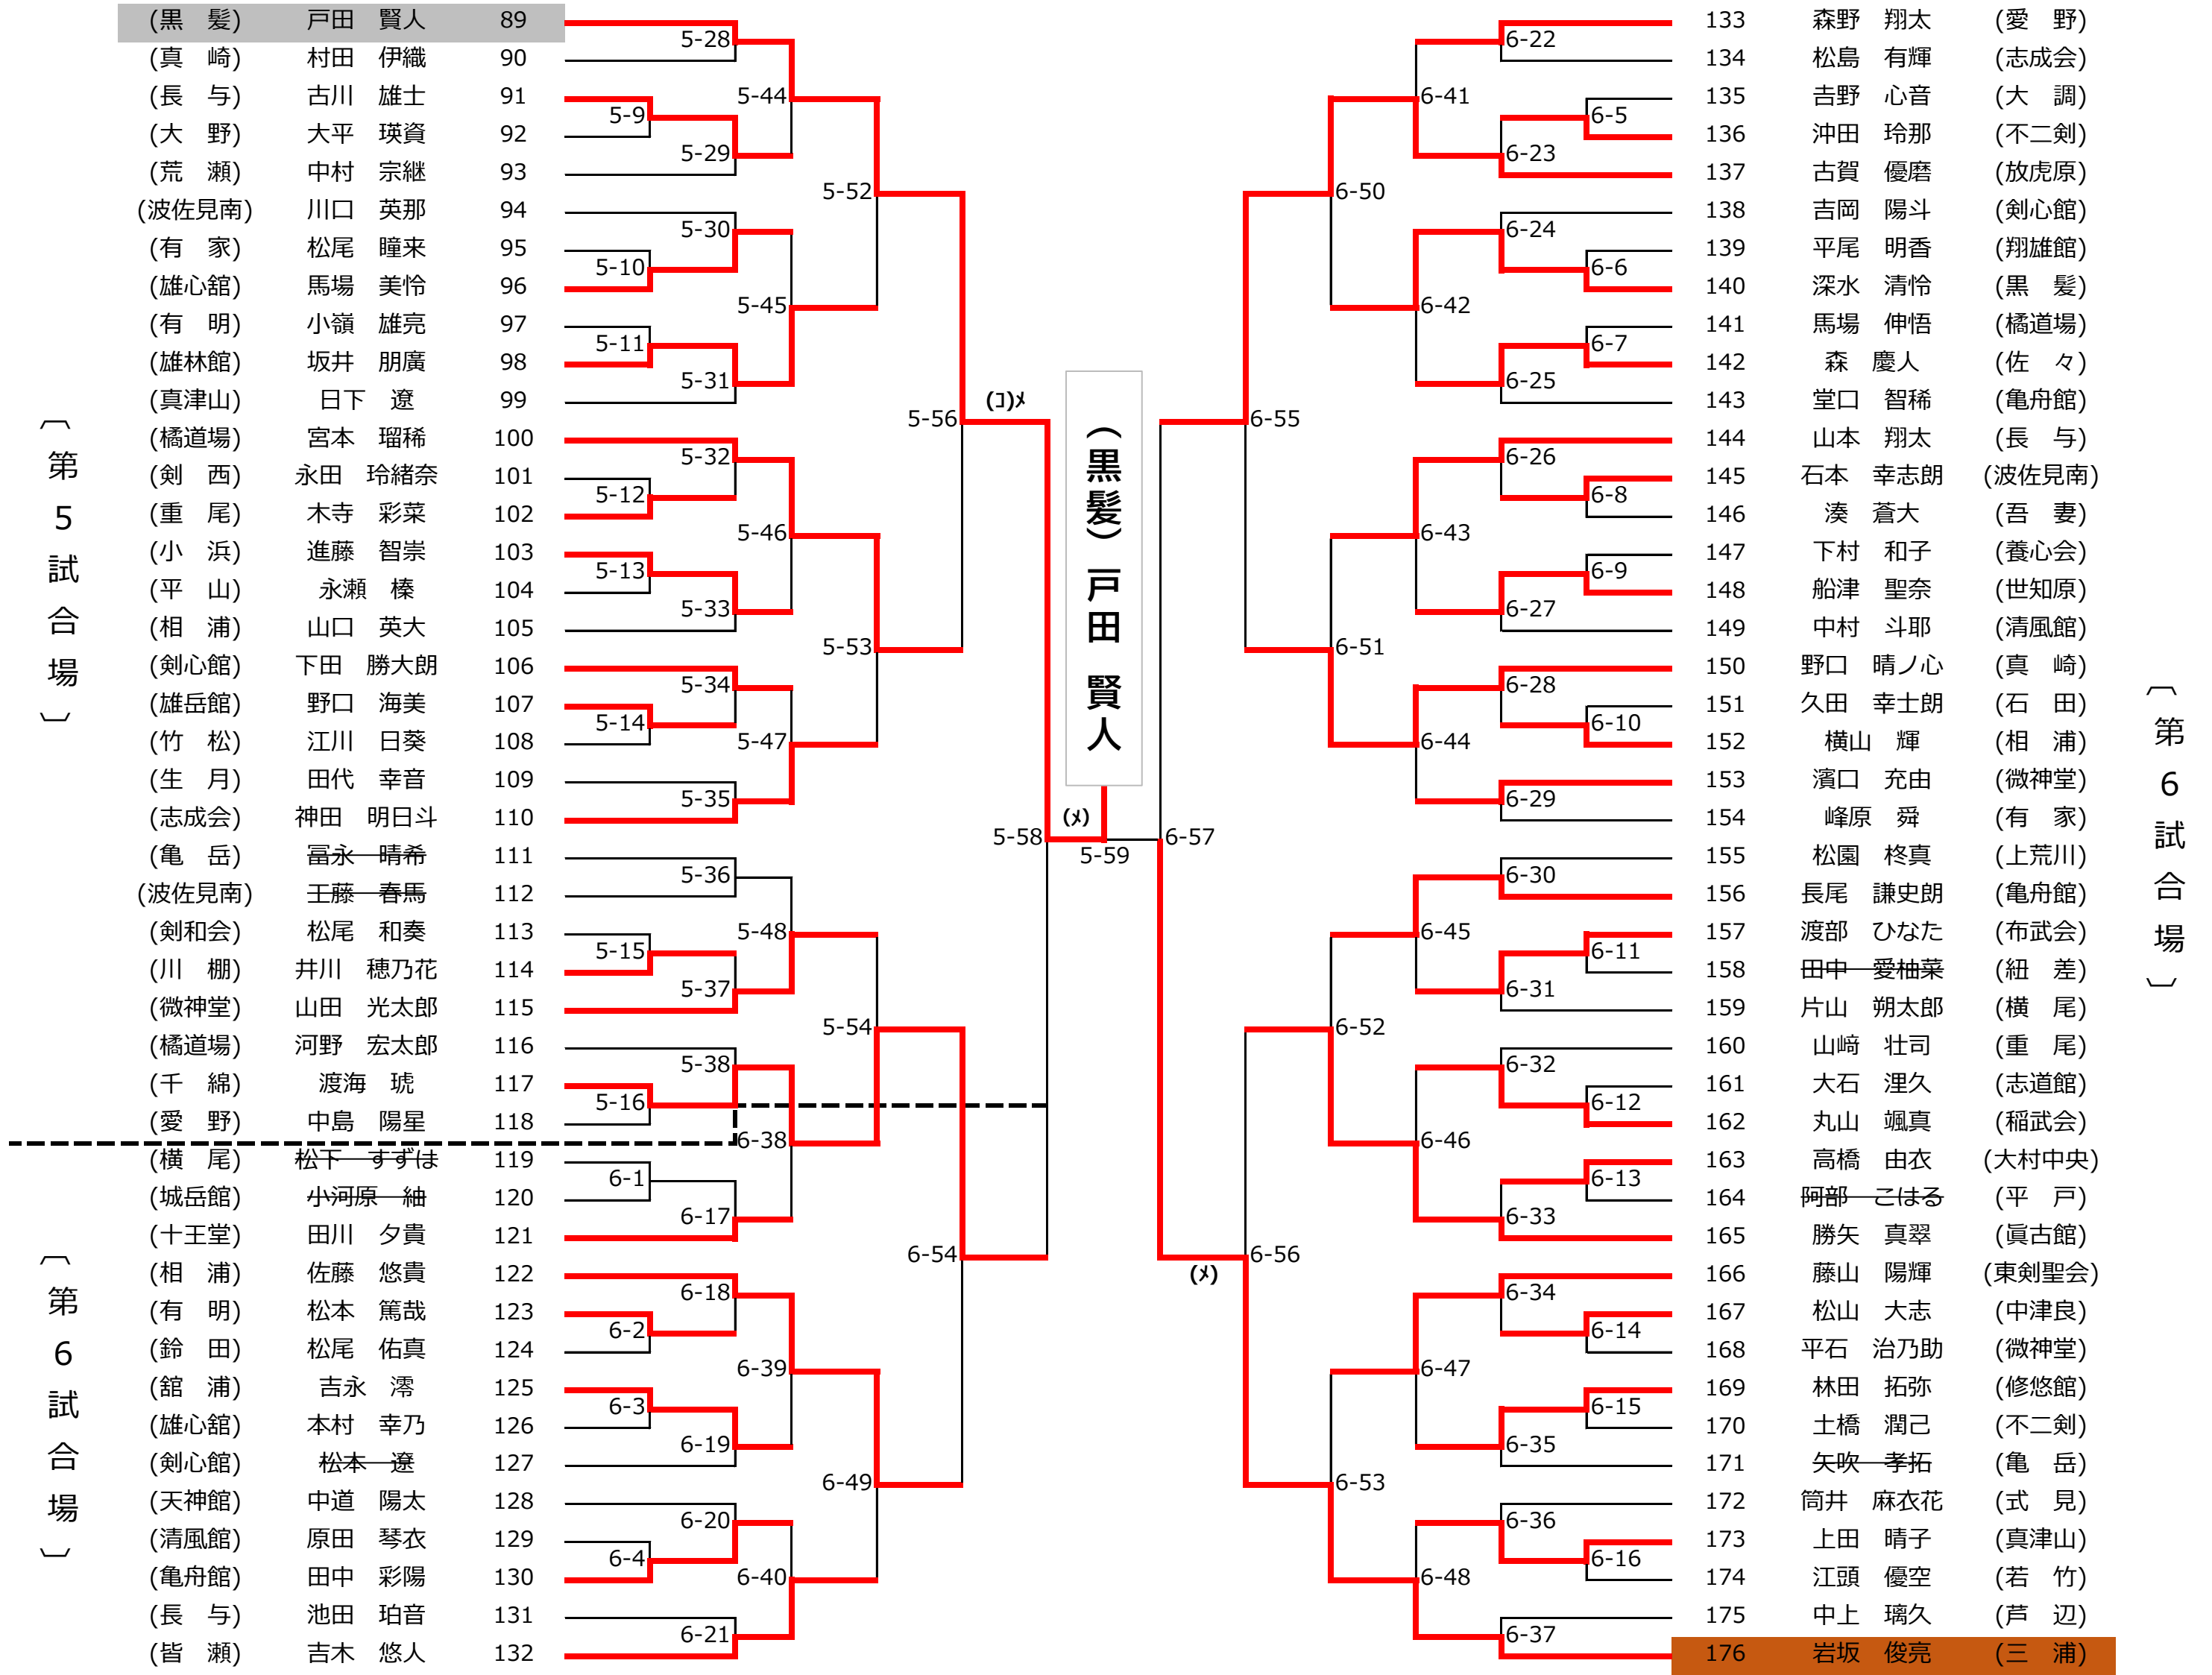 (黒　髪) 戸田　賢人 89
(真　崎) 村田　伊織 90
(長　与) 古川　雄士 91
(大　野) 大平　瑛資 92
(荒　瀬) 中村　宗継 93
(波佐見南) 川口　英那 94
(有　家) 松尾　瞳来 95
(雄心舘) 馬場　美怜 96
(有　明) 小嶺　雄亮 97
(雄林館) 坂井　朋廣 98
(真津山) 日下　遼 99
(橘道場) 宮本　瑠稀 100
(剣　西) 永田　玲緒奈 101
(重　尾) 木寺　彩菜 102
(小　浜) 進藤　智崇 103
(平　山) 永瀬　榛 104
(相　浦) 山口　英大 105
(剣心館) 下田　勝大朗 106
(雄岳館) 野口　海美 107
(竹　松) 江川　日葵 108
(生　月) 田代　幸音 109
(志成会) 神田　明日斗 110
(亀　岳) 冨永　晴希 111
(波佐見南) 王藤　春馬 112
(剣和会) 松尾　和奏 113
(川　棚) 井川　穂乃花 114
(微神堂) 山田　光太郎 115
(橘道場) 河野　宏太郎 116
(千　綿) 渡海　琥 117
(愛　野) 中島　陽星 118
(横　尾) 松下　すずは 119
(城岳館) 小河原　紬 120
(十王堂) 田川　夕貴 121
(相　浦) 佐藤　悠貴 122
(有　明) 松本　篤哉 123
(鈴　田) 松尾　佑真 124
(舘　浦) 吉永　澪 125
(雄心舘) 本村　幸乃 126
(剣心館) 松本　遼 127
(天神館) 中道　陽太 128
(清風館) 原田　琴衣 129
(亀舟館) 田中　彩陽 130
(長　与) 池田　珀音 131
(皆　瀬) 吉木　悠人 132
〔第5試合場〕
〔第6試合場〕
5-9
5-10
5-11
5-12
5-13
5-14
5-15
5-16
6-1
6-2
6-3
6-4
5-28
5-29
5-30
5-31
5-32
5-33
5-34
5-35
5-36
5-37
5-38
6-17
6-18
6-19
6-20
6-21
5-44
5-45
5-46
5-47
5-48
6-38
6-39
6-40
5-52
5-53
5-54
6-49
5-56
6-54
5-58
(コ)メ
(メ)
5-59
(黒髪) 戸田　賢人
6-57
(メ)
6-55
6-56
6-50
6-51
6-52
6-53
6-41
6-42
6-43
6-44
6-45
6-46
6-47
6-48
6-22
6-23
6-24
6-25
6-26
6-27
6-28
6-29
6-30
6-31
6-32
6-33
6-34
6-35
6-36
6-37
6-5
6-6
6-7
6-8
6-9
6-10
6-11
6-12
6-13
6-14
6-15
6-16
133 森野　翔太 (愛　野)
134 松島　有輝 (志成会)
135 吉野　心音 (大　調)
136 沖田　玲那 (不二剣)
137 古賀　優磨 (放虎原)
138 吉岡　陽斗 (剣心館)
139 平尾　明香 (翔雄館)
140 深水　清怜 (黒　髪)
141 馬場　伸悟 (橘道場)
142 森　慶人 (佐　々)
143 堂口　智稀 (亀舟館)
144 山本　翔太 (長　与)
145 石本　幸志朗 (波佐見南)
146 湊　蒼大 (吾　妻)
147 下村　和子 (養心会)
148 船津　聖奈 (世知原)
149 中村　斗耶 (清風館)
150 野口　晴ノ心 (真　崎)
151 久田　幸士朗 (石　田)
152 横山　輝 (相　浦)
153 濱口　充由 (微神堂)
154 峰原　舜 (有　家)
155 松園　柊真 (上荒川)
156 長尾　謙史朗 (亀舟館)
157 渡部　ひなた (布武会)
158 田中　愛柚菜 (紐　差)
159 片山　朔太郎 (横　尾)
160 山﨑　壮司 (重　尾)
161 大石　浬久 (志道館)
162 丸山　颯真 (稲武会)
163 高橋　由衣 (大村中央)
164 阿部　こはる (平　戸)
165 勝矢　真翠 (眞古館)
166 藤山　陽輝 (東剣聖会)
167 松山　大志 (中津良)
168 平石　治乃助 (微神堂)
169 林田　拓弥 (修悠館)
170 土橋　潤己 (不二剣)
171 矢吹　孝拓 (亀　岳)
172 筒井　麻衣花 (式　見)
173 上田　晴子 (真津山)
174 江頭　優空 (若　竹)
175 中上　璃久 (芦　辺)
176 岩坂　俊亮 (三　浦)
〔第6試合場〕